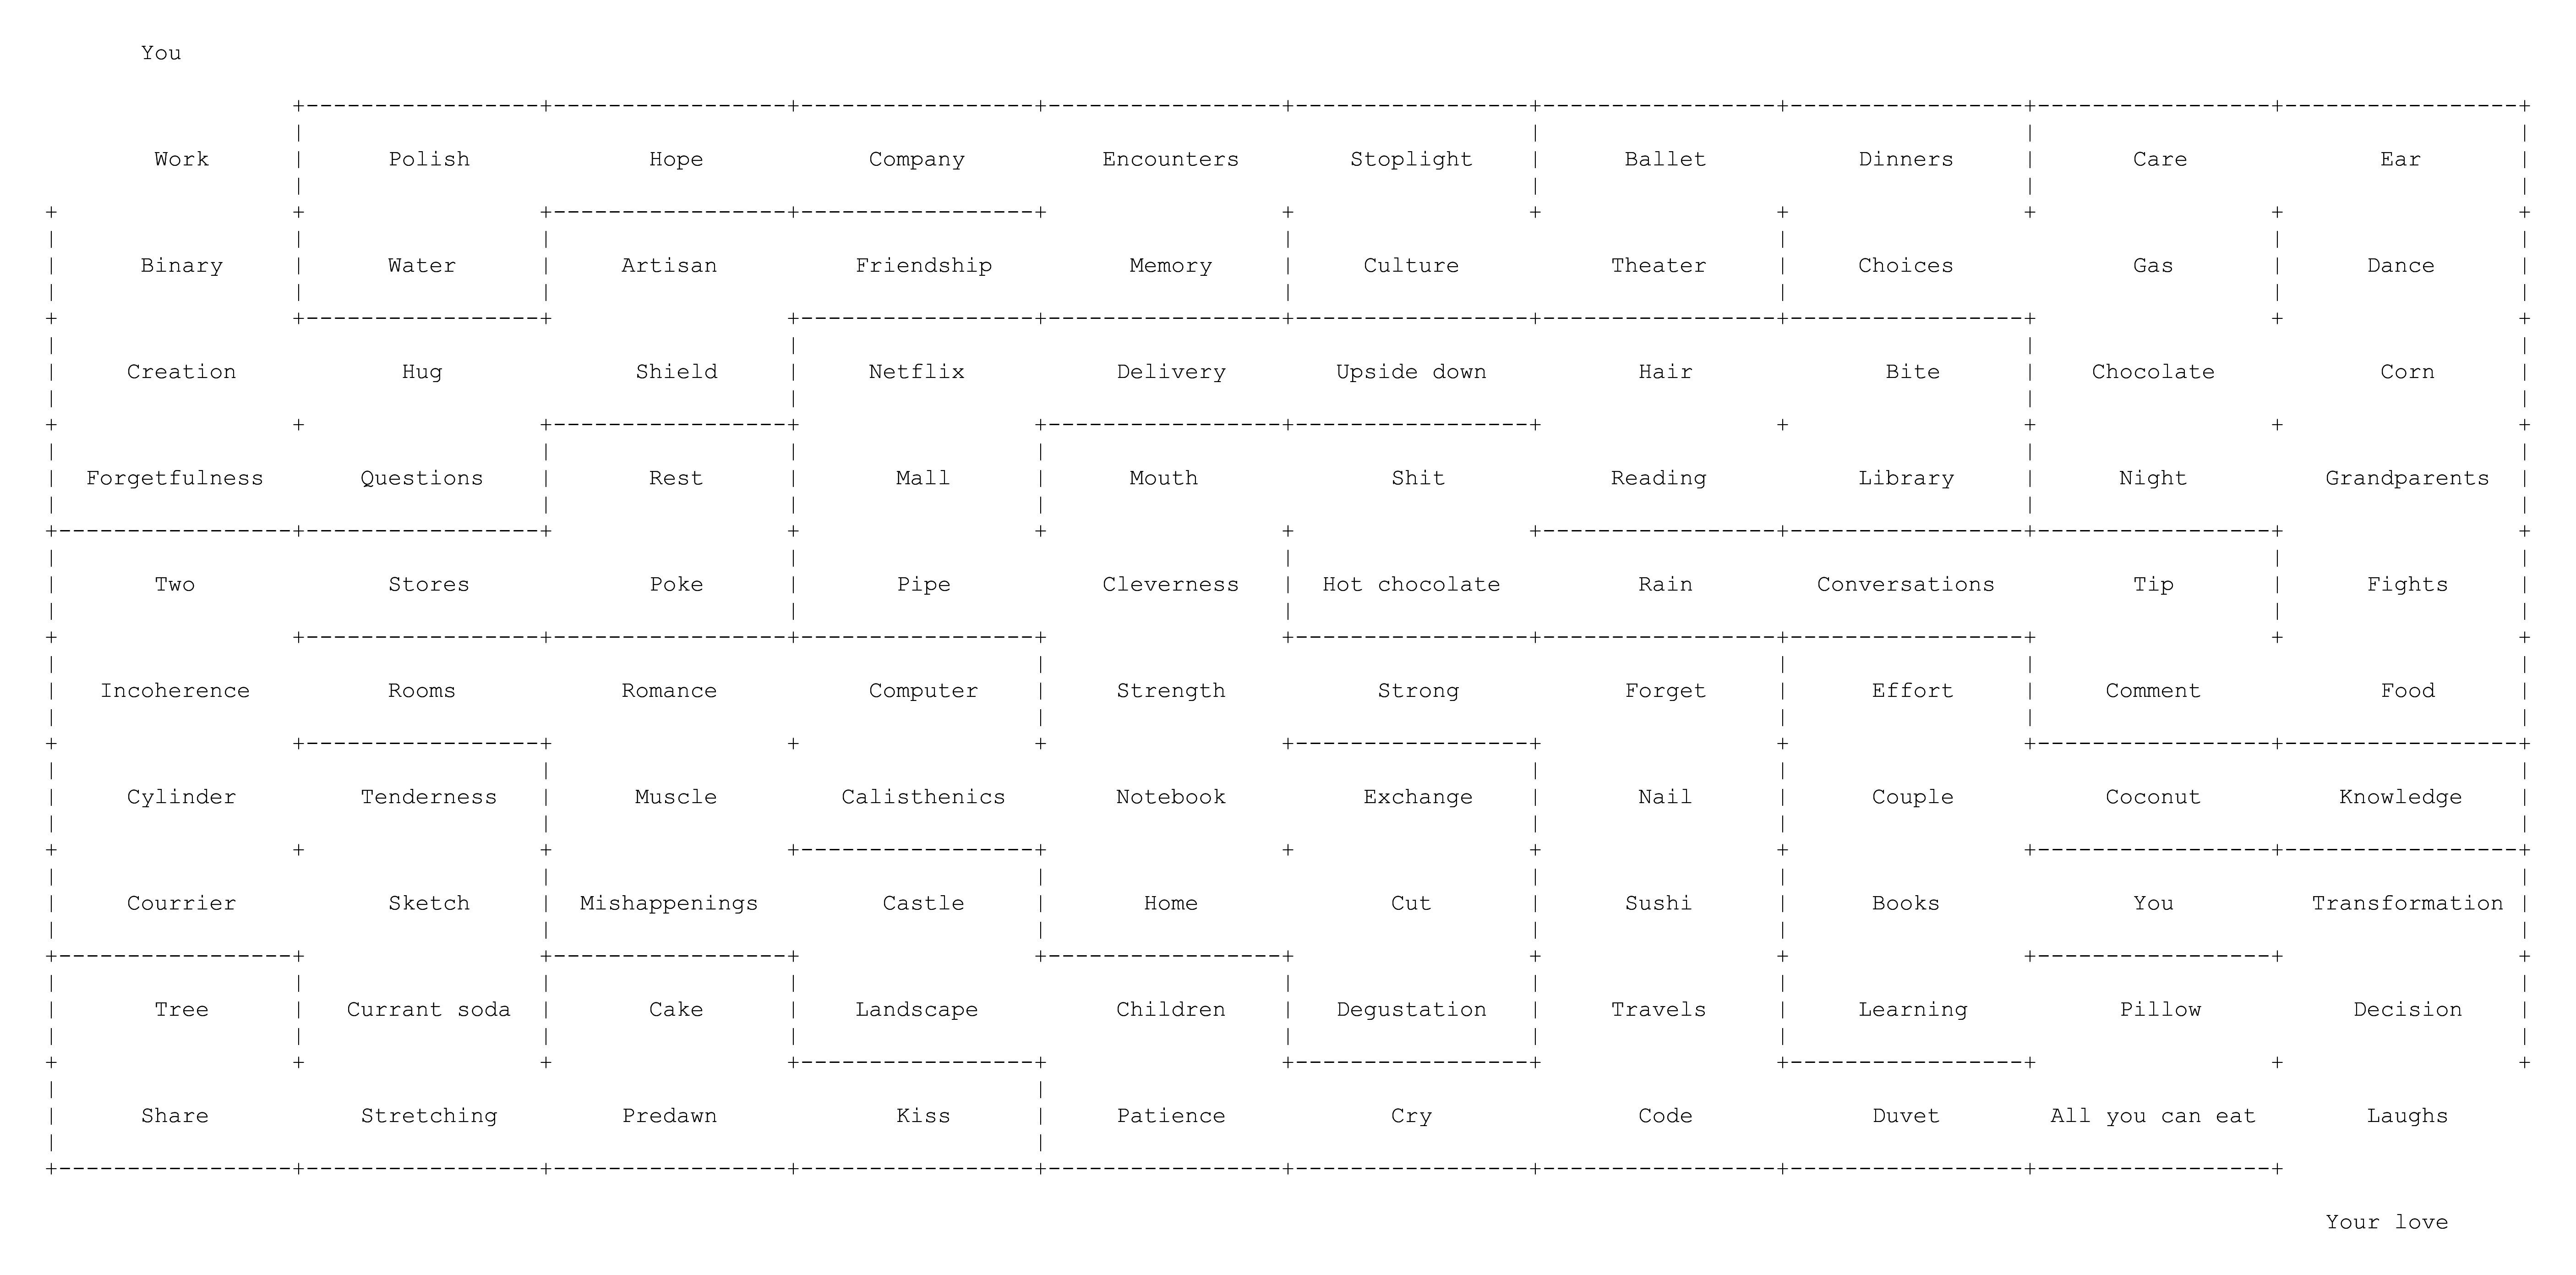 You
Work Polish Hope Company Encounters Stoplight Ballet Dinners Care Ear
Binary Water Artisan Friendship Memory Culture Theater Choices Gas Dance
Creation Hug Shield Netflix Delivery Upside down Hair Bite Chocolate Corn
Forgetfulness Questions Rest Mall Mouth Shit Reading Library Night Grandparents
Two Stores Poke Pipe Cleverness Hot chocolate Rain Conversations Tip Fights
Incoherence Rooms Romance Computer Strength Strong Forget Effort Comment Food
Cylinder Tenderness Muscle Calisthenics Notebook Exchange Nail Couple Coconut Knowledge
Courrier Sketch Mishappenings Castle Home Cut Sushi Books You Transformation
Tree Currant soda Cake Landscape Children Degustation Travels Learning Pillow Decision
Share Stretching Predawn Kiss Patience Cry Code Duvet All you can eat Laughs
Your love